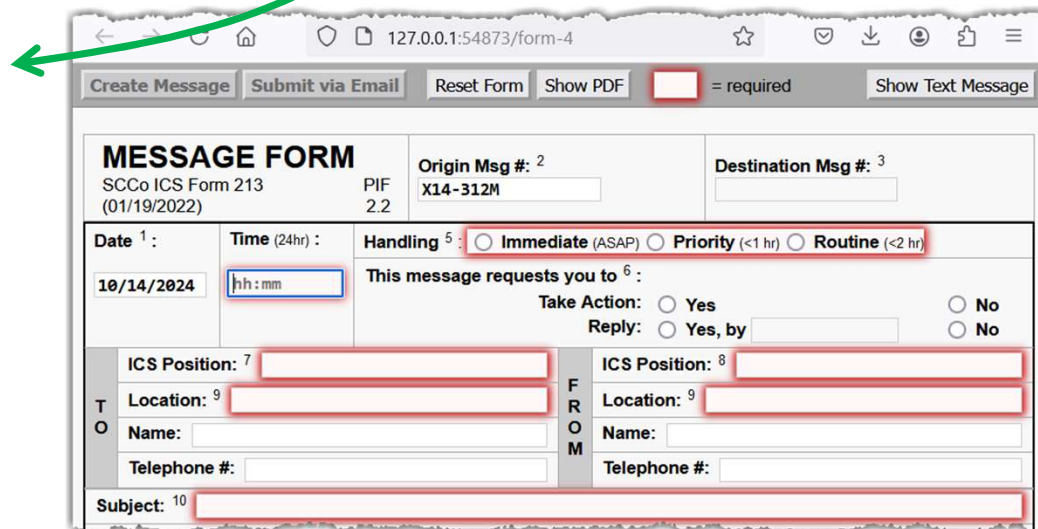 127.0.0.1:54873/form-4
Create Message Submit via Email Reset Form Show PDF = required Show Text Message
MESSAGE FORM
SCCo ICS Form 213 PIF
(01/19/2022) 2.2
Origin Msg #: 2
X14-312M
Destination Msg #: 3
Date 1 : Time (24hr) : Handling 5 : Immediate (ASAP) Priority (<1 hr) Routine (<2 hr)
10/14/2024 hh:mm This message requests you to 6 :
Take Action: Yes No
Reply: Yes, by No
TO
ICS Position: 7
Location: 9
Name:
Telephone #:
FROM
ICS Position: 8
Location: 9
Name:
Telephone #:
Subject: 10